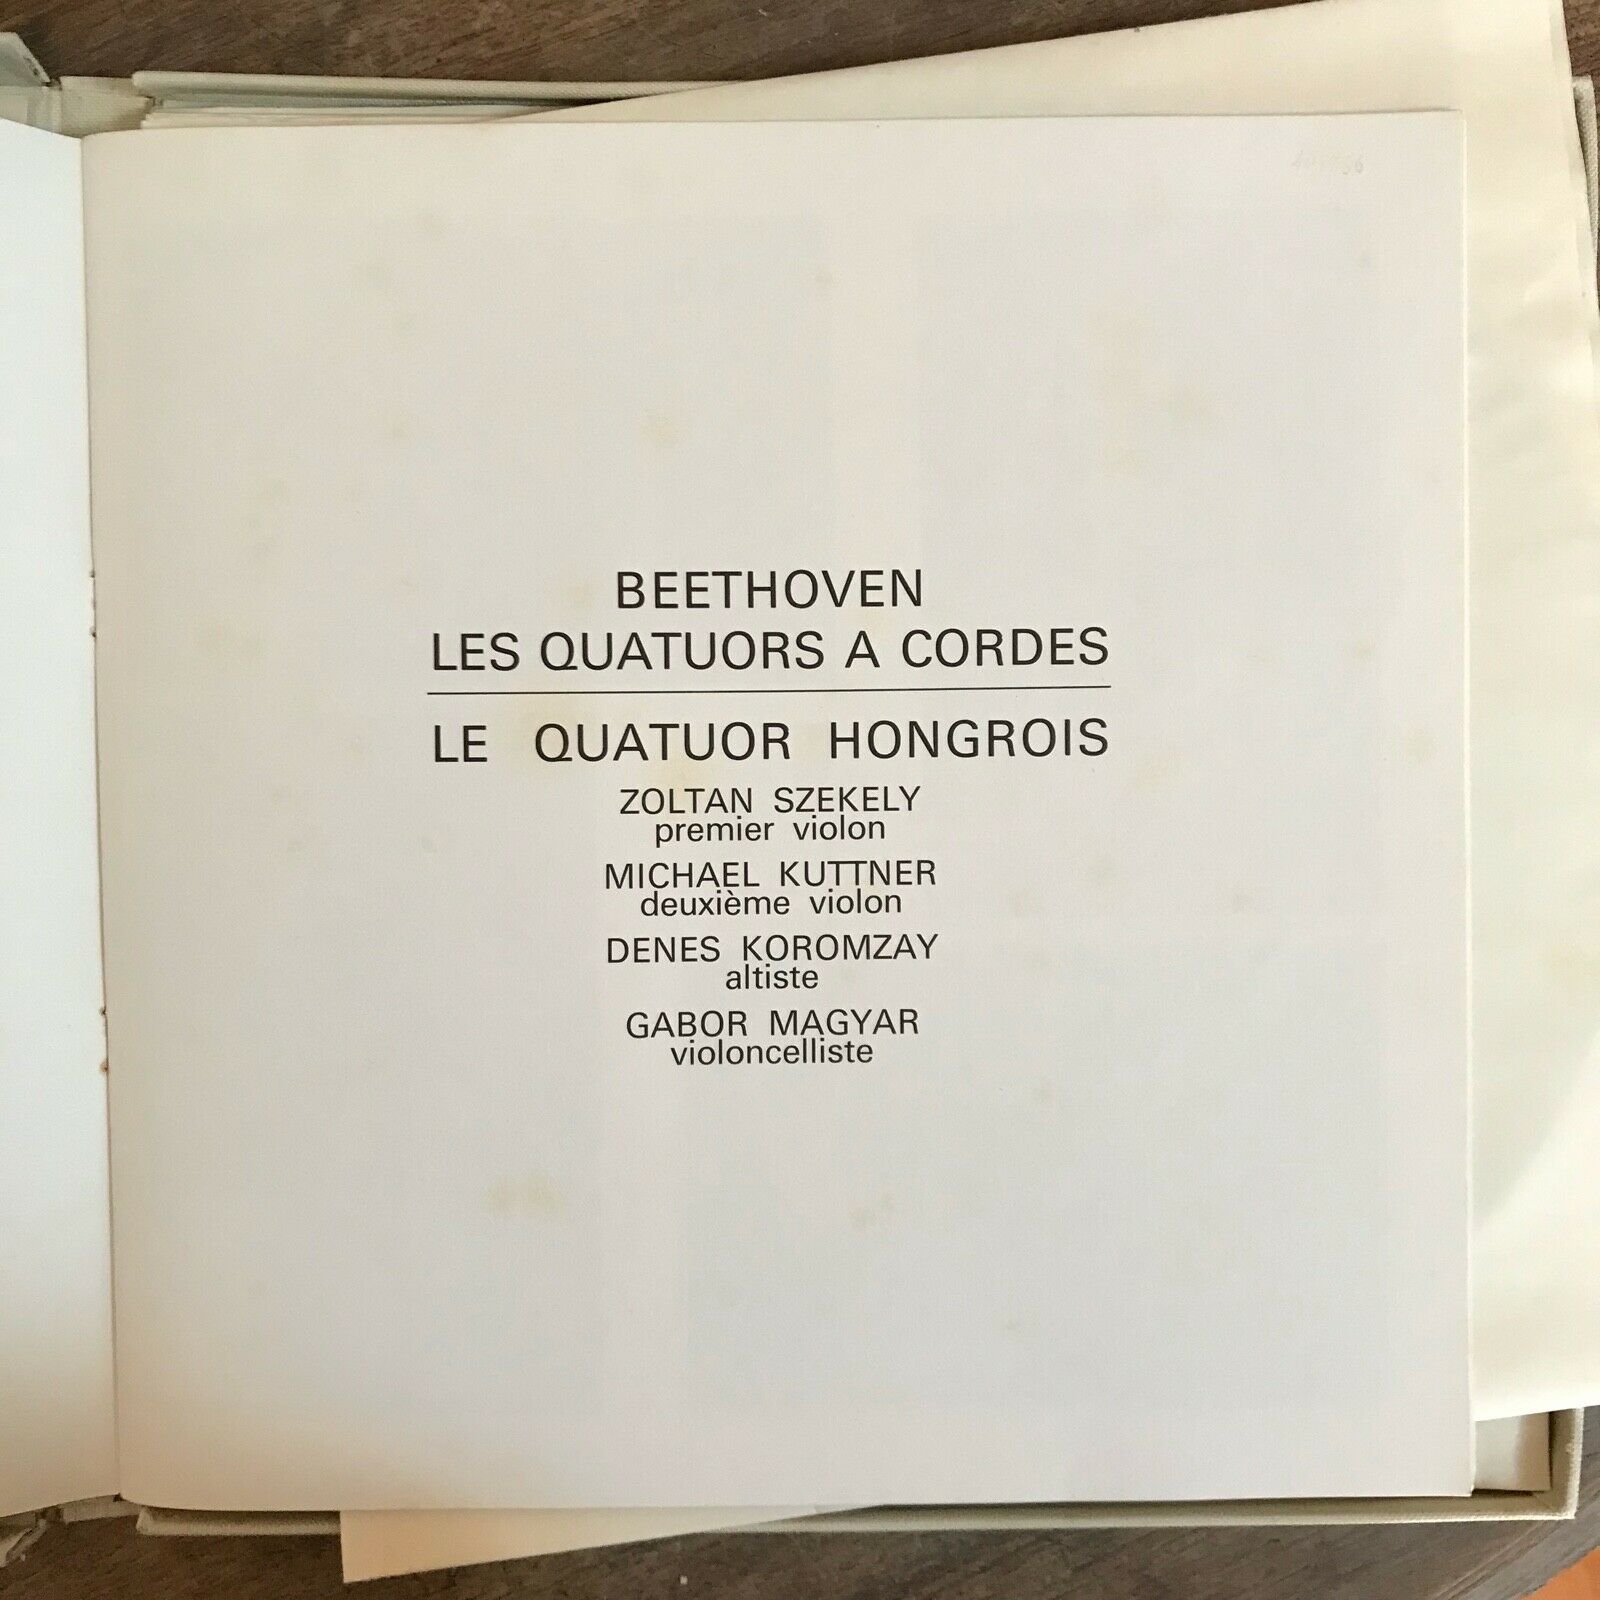 BEETHOVEN
LES QUATUORS A CORDES
LE QUATUOR HONGROIS
ZOLTAN SZEKELY
premier violon
MICHAEL KUTTNER
deuxième violon
DENES KOROMZAY
altiste
GABOR MAGYAR
violoncelliste